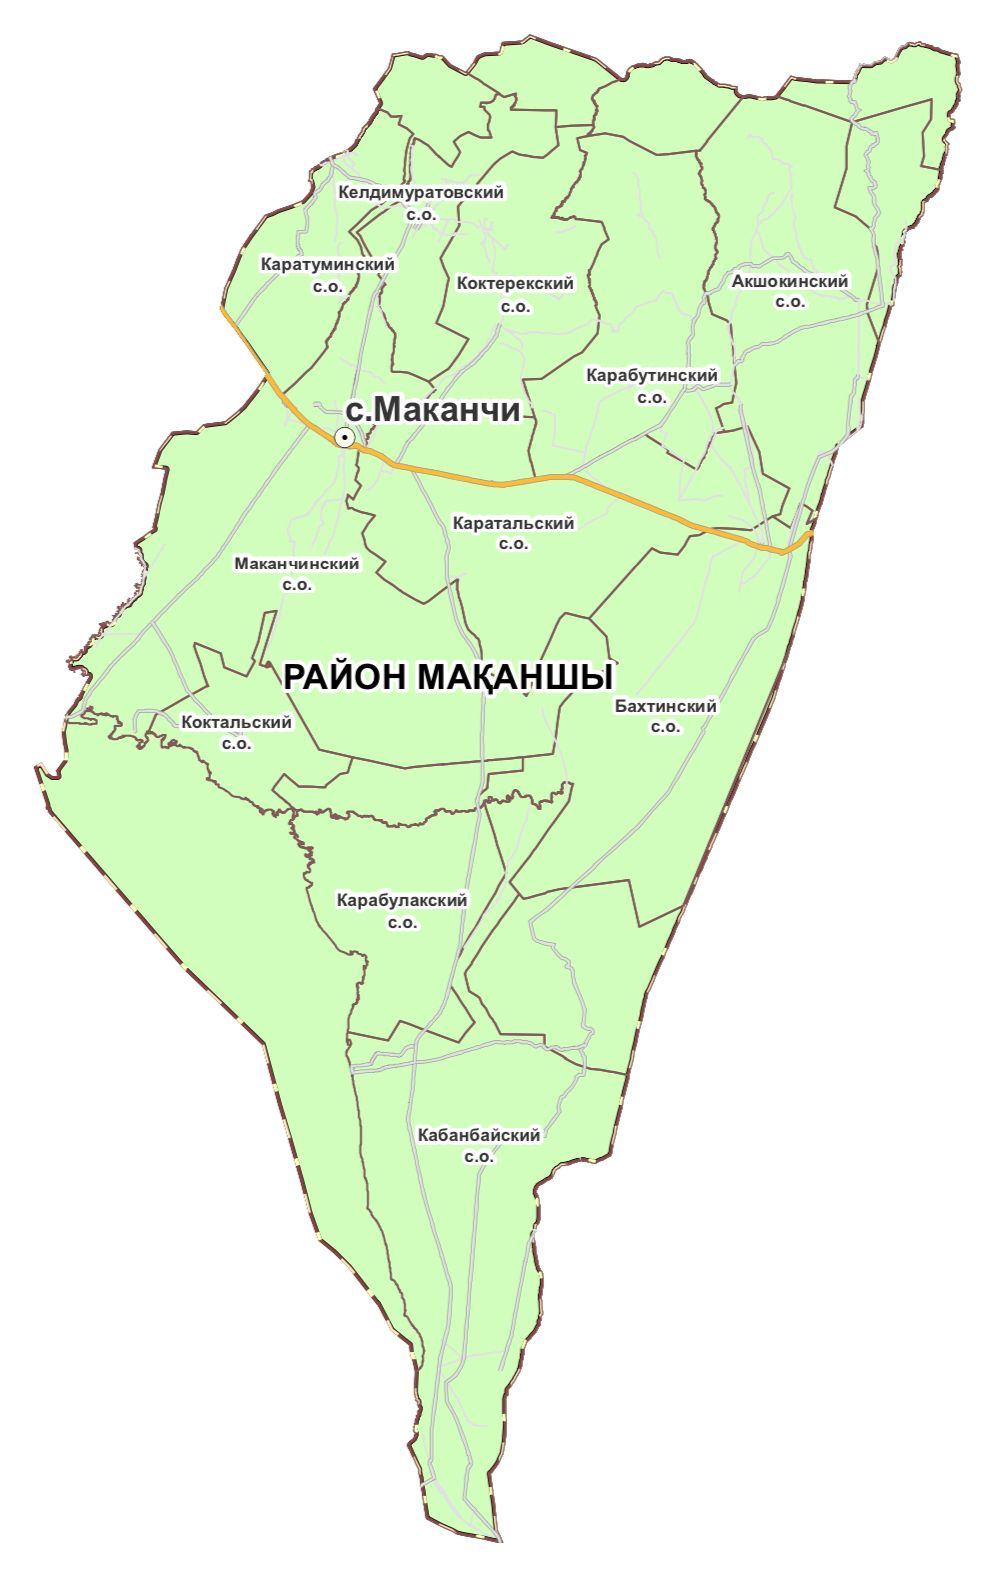 Келдимуратовский
с.о.
Каратуминский
с.о.
Коктерекский
с.о.
Акшокинский
с.о.
Карабутинский
с.о.
с.Маканчи
Каратальский
с.о.
Маканчинский
с.о.
РАЙОН МАҚАНШЫ
Бахтинский
с.о.
Коктальский
с.о.
Карабулакский
с.о.
Кабанбайский
с.о.